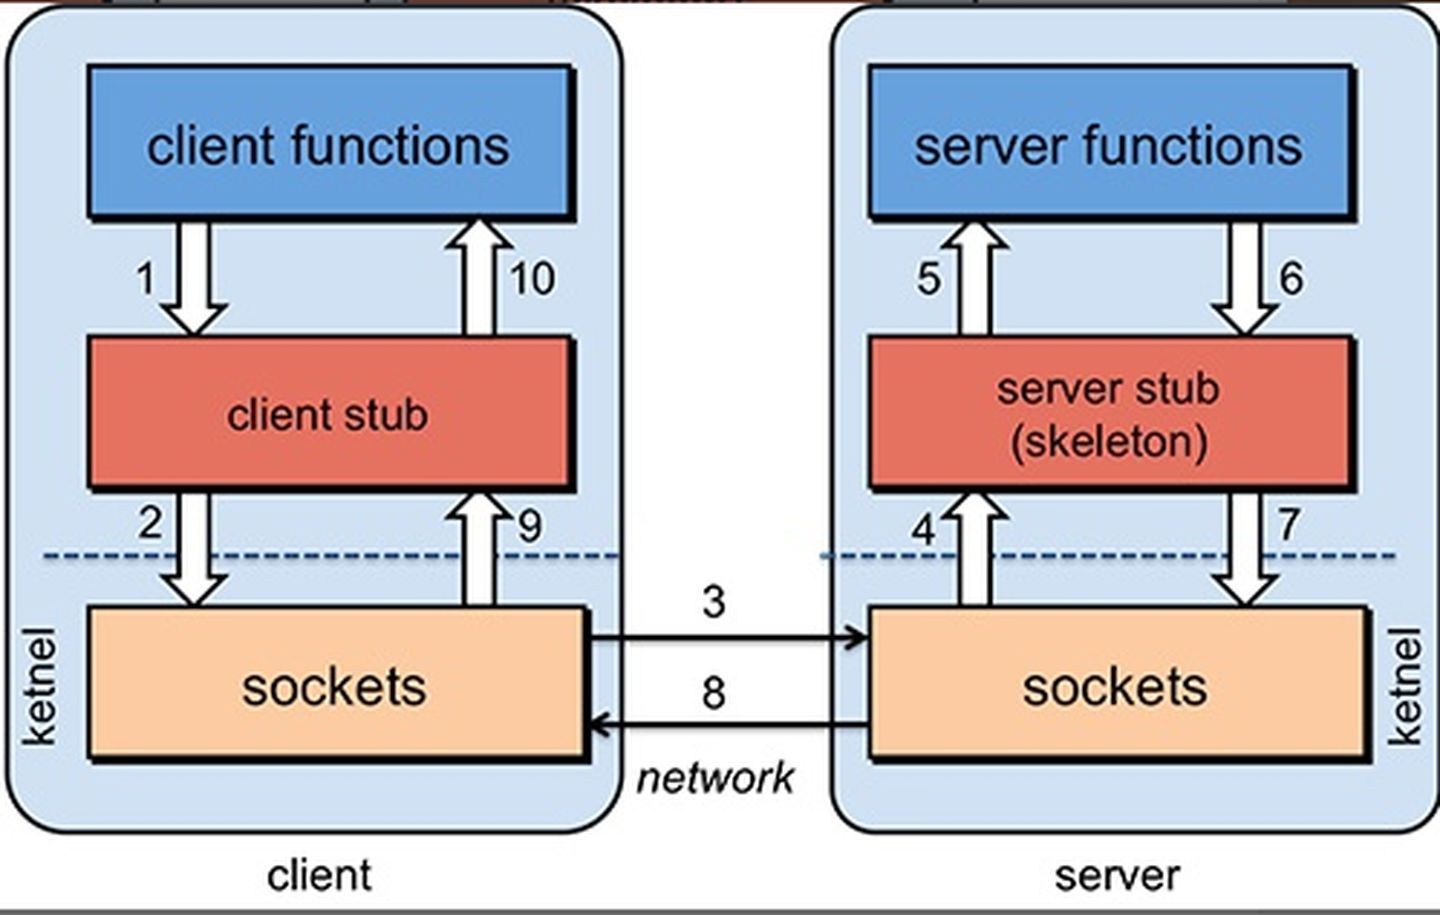 client functions
server functions
1
10
5
6
client stub
server stub
(skeleton)
2
9
4
7
3
ketnel
sockets
8
sockets
ketnel
network
client
server